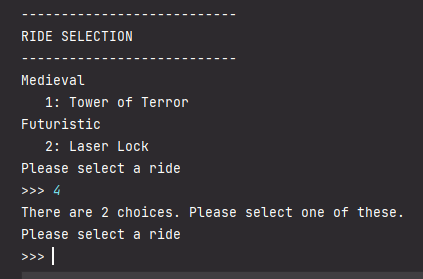 ---------------------------
RIDE SELECTION
---------------------------
Medieval
   1: Tower of Terror
Futuristic
   2: Laser Lock
Please select a ride
>>> 4
There are 2 choices. Please select one of these.
Please select a ride
>>>